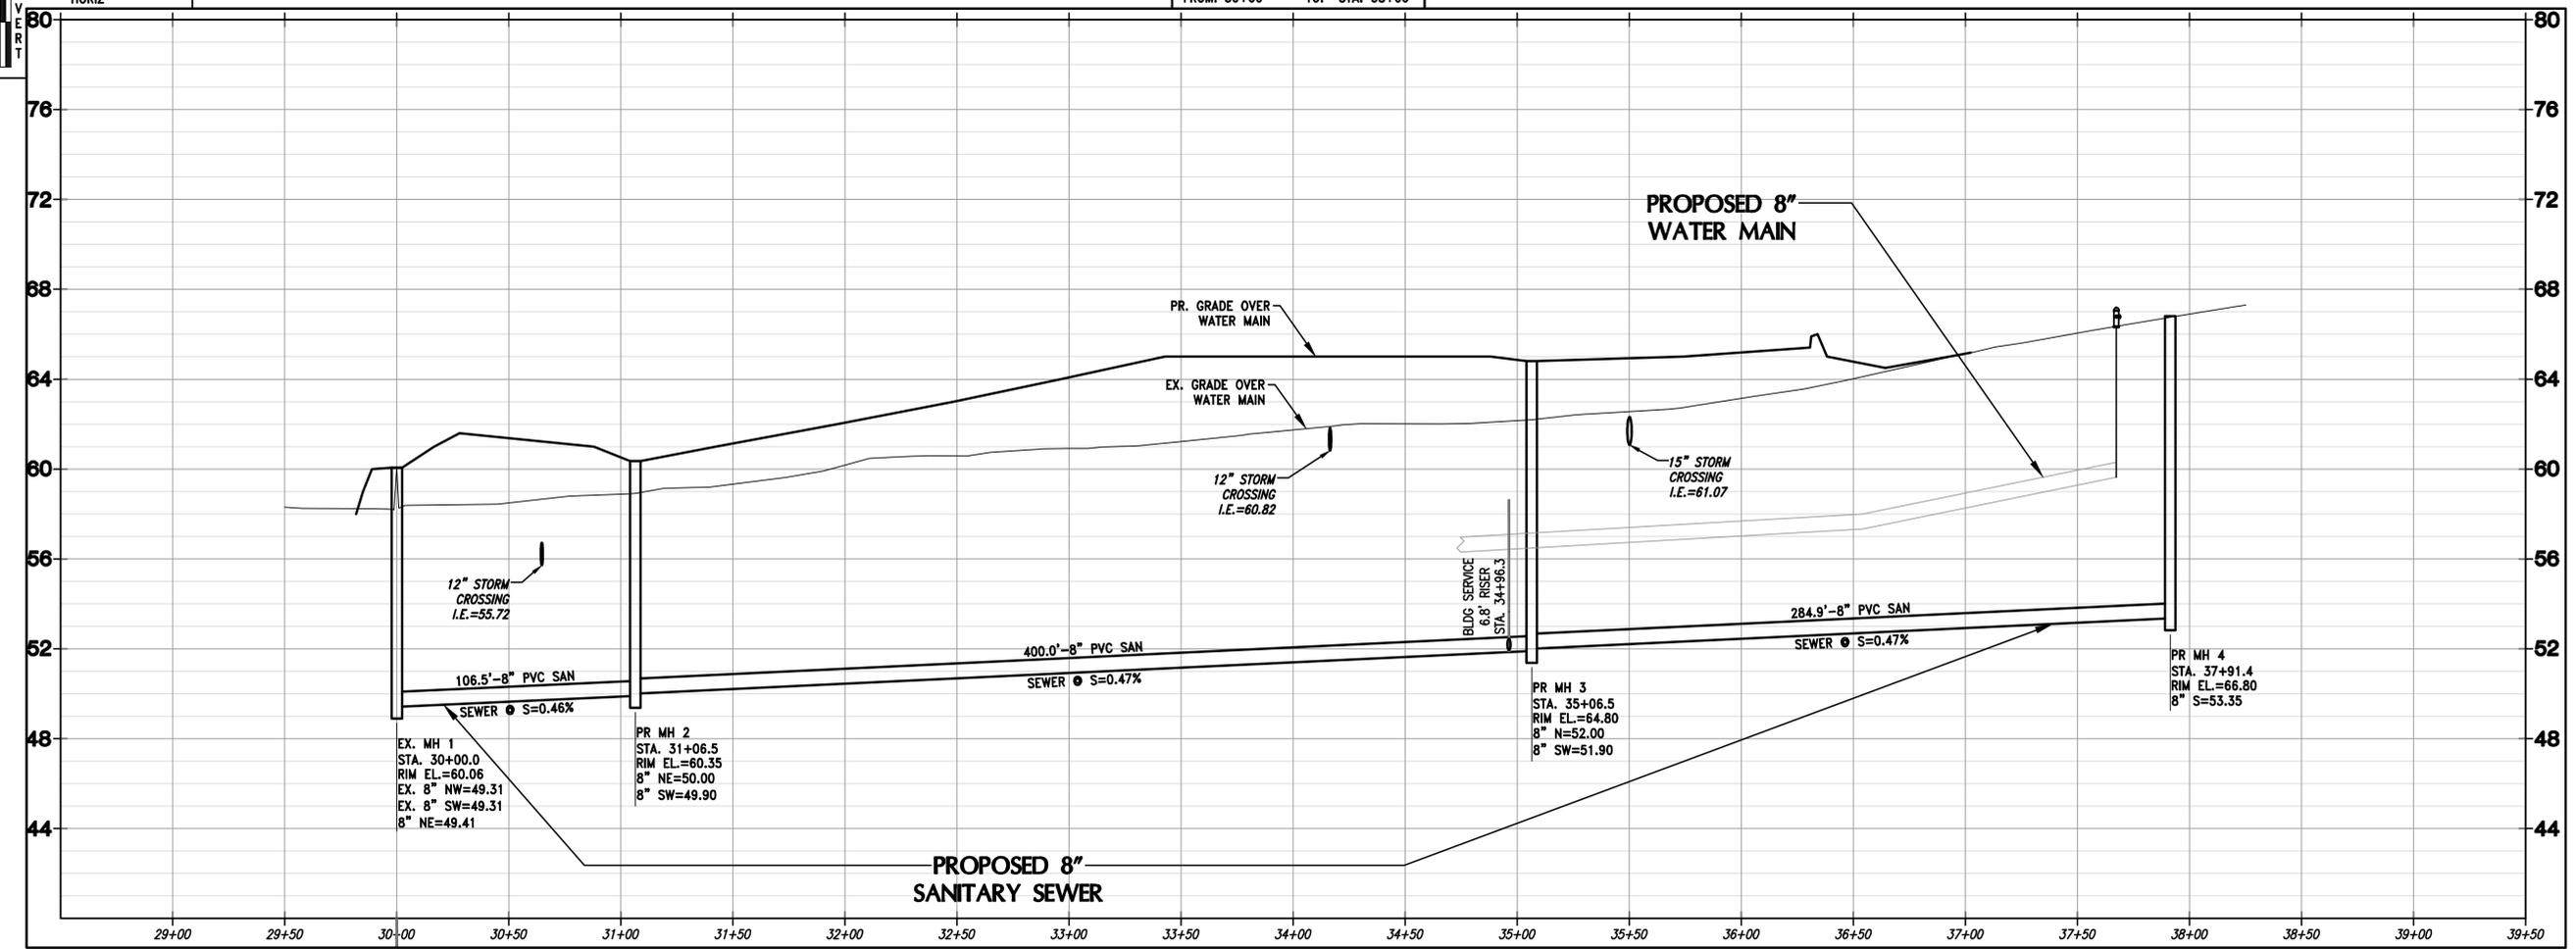 VERT
80
80
76
76
72
72
68
68
64
64
60
60
56
56
52
52
48
48
44
44
PROPOSED 8"
WATER MAIN
PR. GRADE OVER
WATER MAIN
EX. GRADE OVER
WATER MAIN
12" STORM
CROSSING
I.E.=60.82
15" STORM
CROSSING
I.E.=61.07
12" STORM
CROSSING
I.E.=55.72
BLDG SERVICE
6.8' RISER
STA. 34+96.3
106.5'-8" PVC SAN
SEWER @ S=0.46%
400.0'-8" PVC SAN
SEWER @ S=0.47%
284.9'-8" PVC SAN
SEWER @ S=0.47%
EX. MH 1
STA. 30+00.0
RIM EL.=60.06
EX. 8" NW=49.31
EX. 8" SW=49.31
8" NE=49.41
PR MH 2
STA. 31+06.5
RIM EL.=60.35
8" NE=50.00
8" SW=49.90
PR MH 3
STA. 35+06.5
RIM EL.=64.80
8" N=52.00
8" SW=51.90
PR MH 4
STA. 37+91.4
RIM EL.=66.80
8" S=53.35
PROPOSED 8"
SANITARY SEWER
29+00
29+50
30+00
30+50
31+00
31+50
32+00
32+50
33+00
33+50
34+00
34+50
35+00
35+50
36+00
36+50
37+00
37+50
38+00
38+50
39+00
39+50